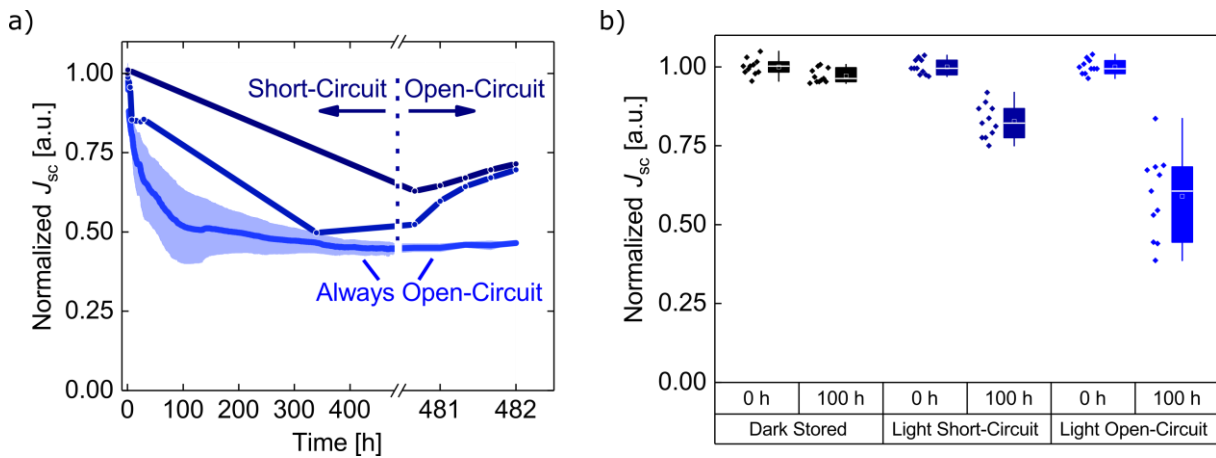 a)
Normalized Jsc [a.u.]
1.00
0.75
0.50
0.25
0.00
Short-Circuit
Open-Circuit
Always Open-Circuit
0 100 200 300 400 481 482
Time [h]
b)
Normalized Jsc [a.u.]
1.00
0.75
0.50
0.25
0.00
0 h 100 h 0 h 100 h 0 h 100 h
Dark Stored Light Short-Circuit Light Open-Circuit